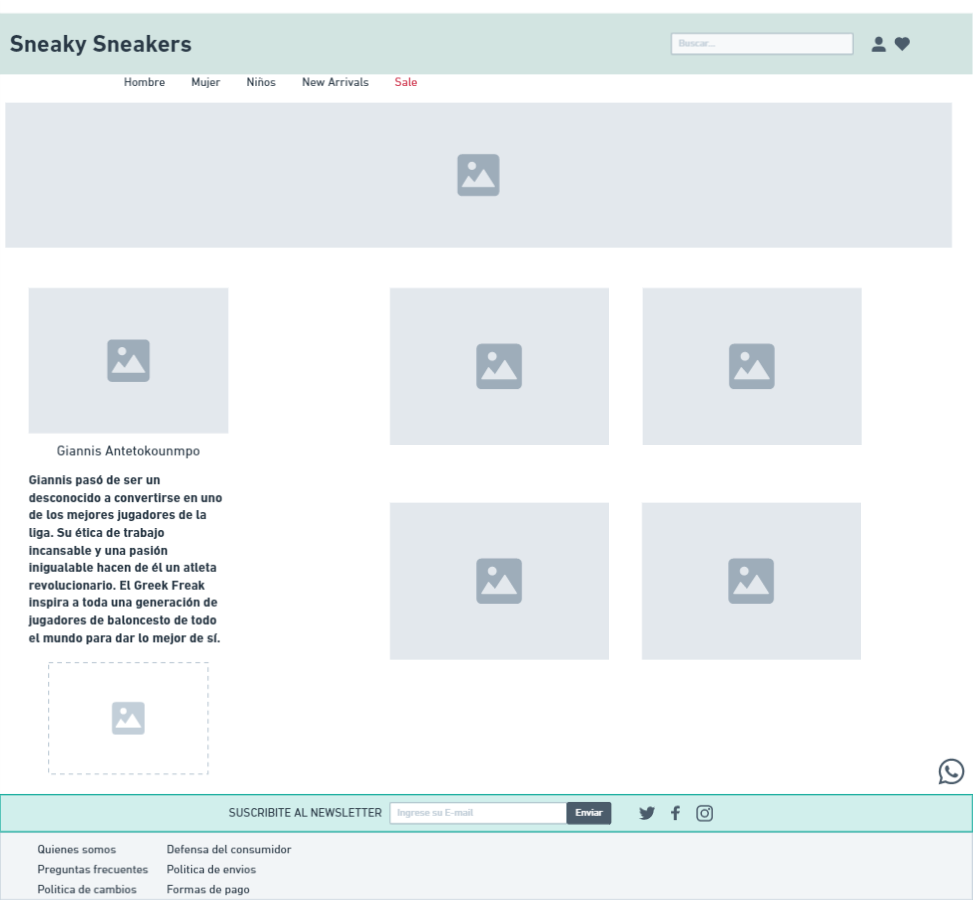 Sneaky Sneakers
Buscar...
Hombre Mujer Niños New Arrivals Sale
Giannis Antetokounmpo
Giannis pasó de ser un
desconocido a convertirse en uno
de los mejores jugadores de la
liga. Su ética de trabajo
incansable y una pasión
inigualable hacen de él un atleta
revolucionario. El Greek Freak
inspira a toda una generación de
jugadores de baloncesto de todo
el mundo para dar lo mejor de sí.
SUSCRIBITE AL NEWSLETTER Ingrese su E-mail Enviar
Quienes somos Defensa del consumidor
Preguntas frecuentes Politica de envios
Politica de cambios Formas de pago